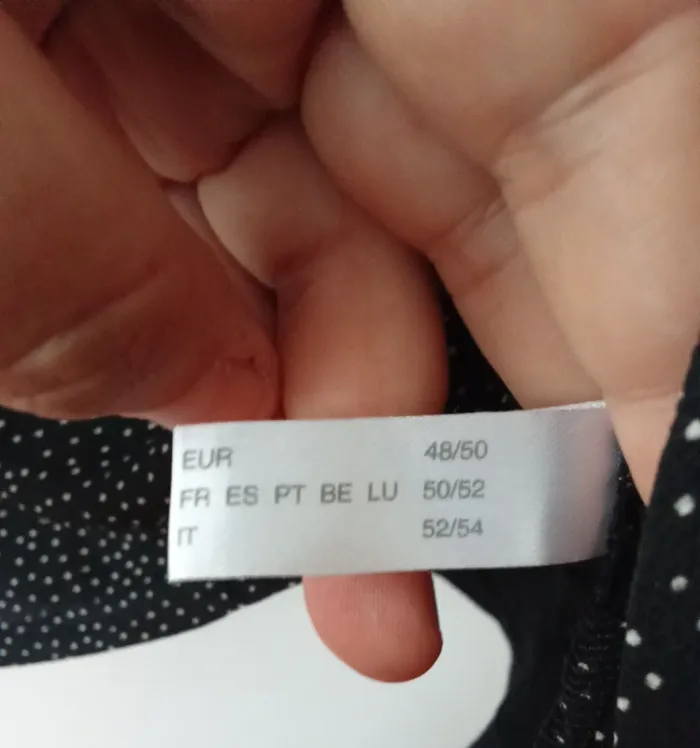 EUR 48/50
FR ES PT BE LU 50/52
IT 52/54